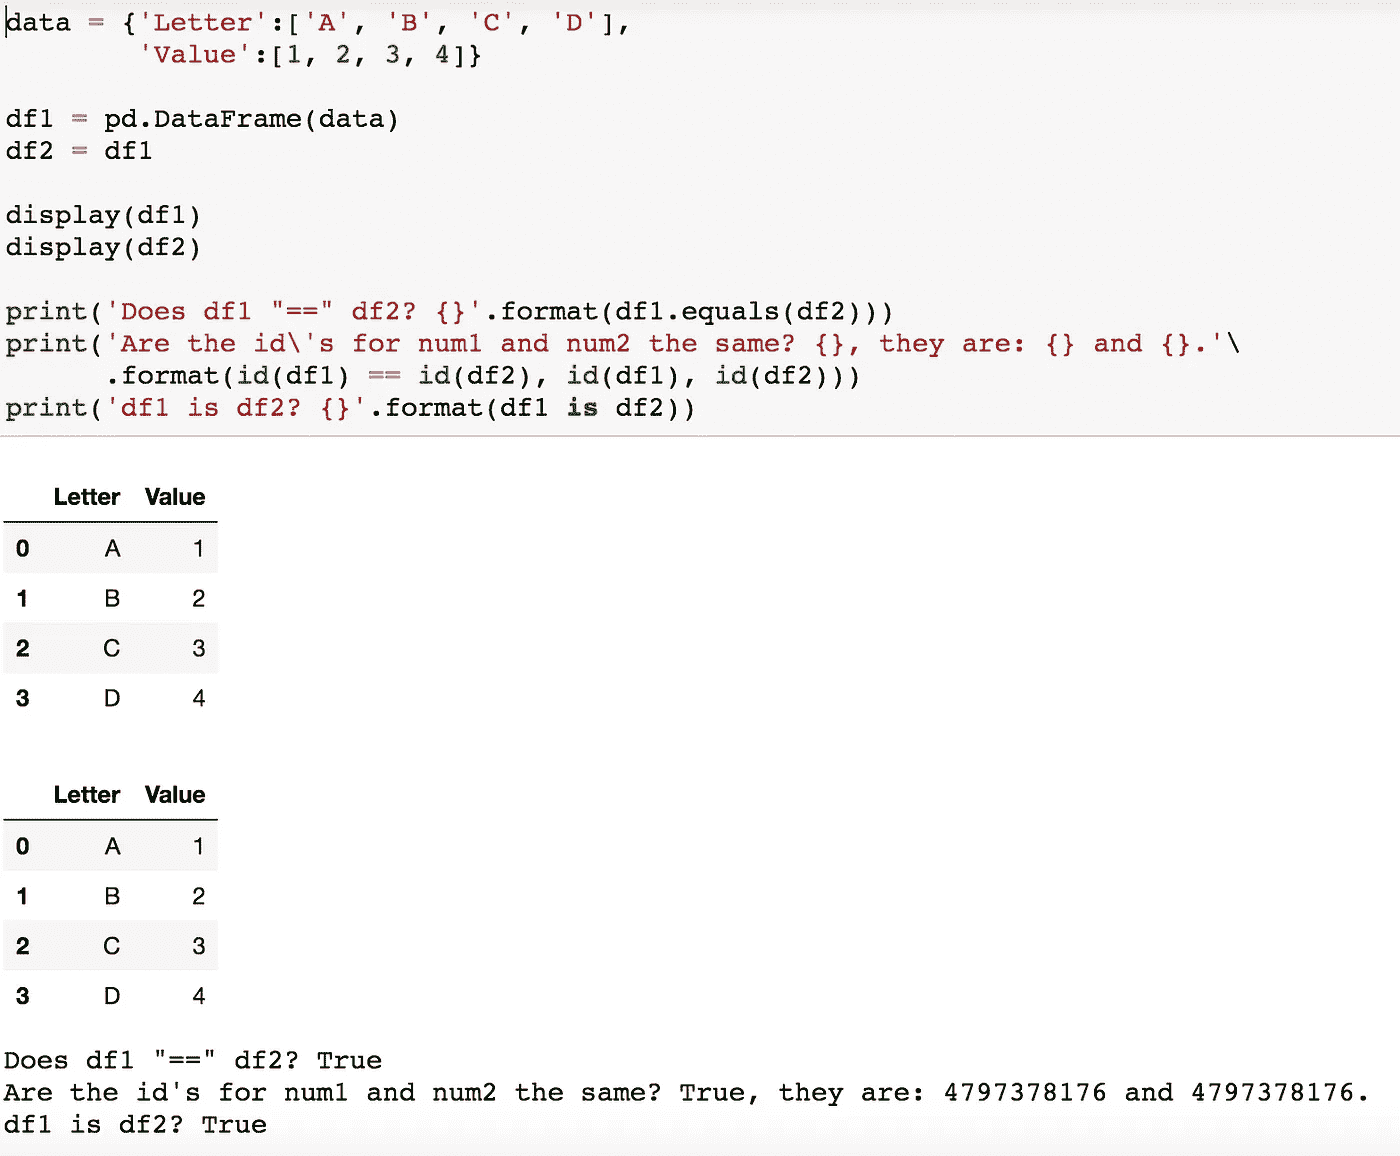 data = {'Letter':['A', 'B', 'C', 'D'],
        'Value':[1, 2, 3, 4]}
df1 = pd.DataFrame(data)
df2 = df1
display(df1)
display(df2)
print('Does df1 "==" df2? {}'.format(df1.equals(df2)))
print('Are the id\'s for num1 and num2 the same? {}, they are: {} and {}.'\
      .format(id(df1) == id(df2), id(df1), id(df2)))
print('df1 is df2? {}'.format(df1 is df2))
Letter Value
0 A 1
1 B 2
2 C 3
3 D 4
Letter Value
0 A 1
1 B 2
2 C 3
3 D 4
Does df1 "==" df2? True
Are the id's for num1 and num2 the same? True, they are: 4797378176 and 4797378176.
df1 is df2? True